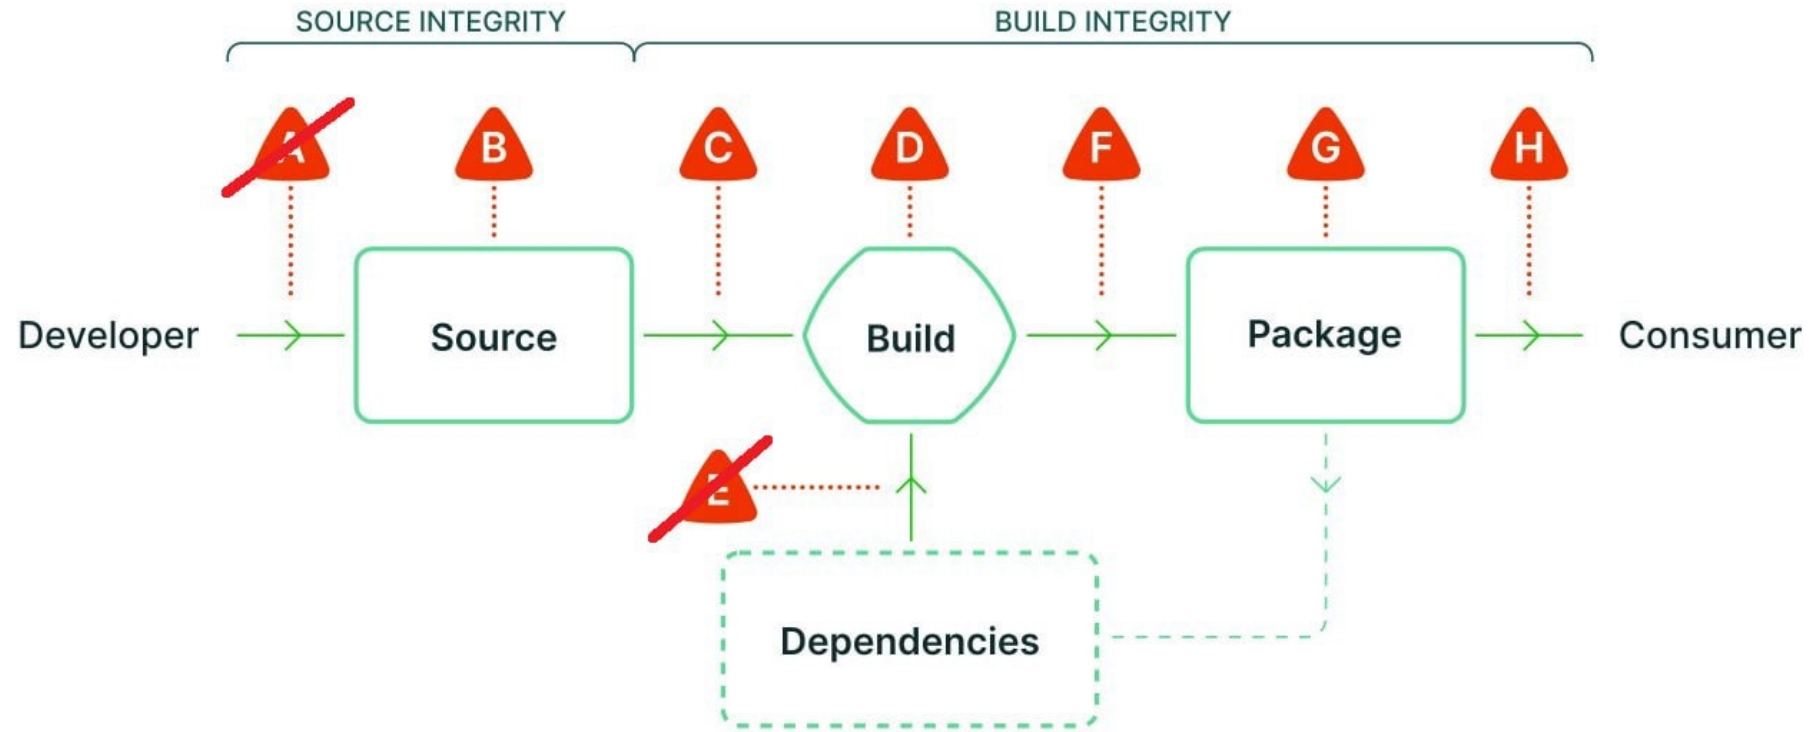 SOURCE INTEGRITY
BUILD INTEGRITY
A
B
C
D
F
G
H
Developer
Source
Build
Package
Consumer
E
Dependencies